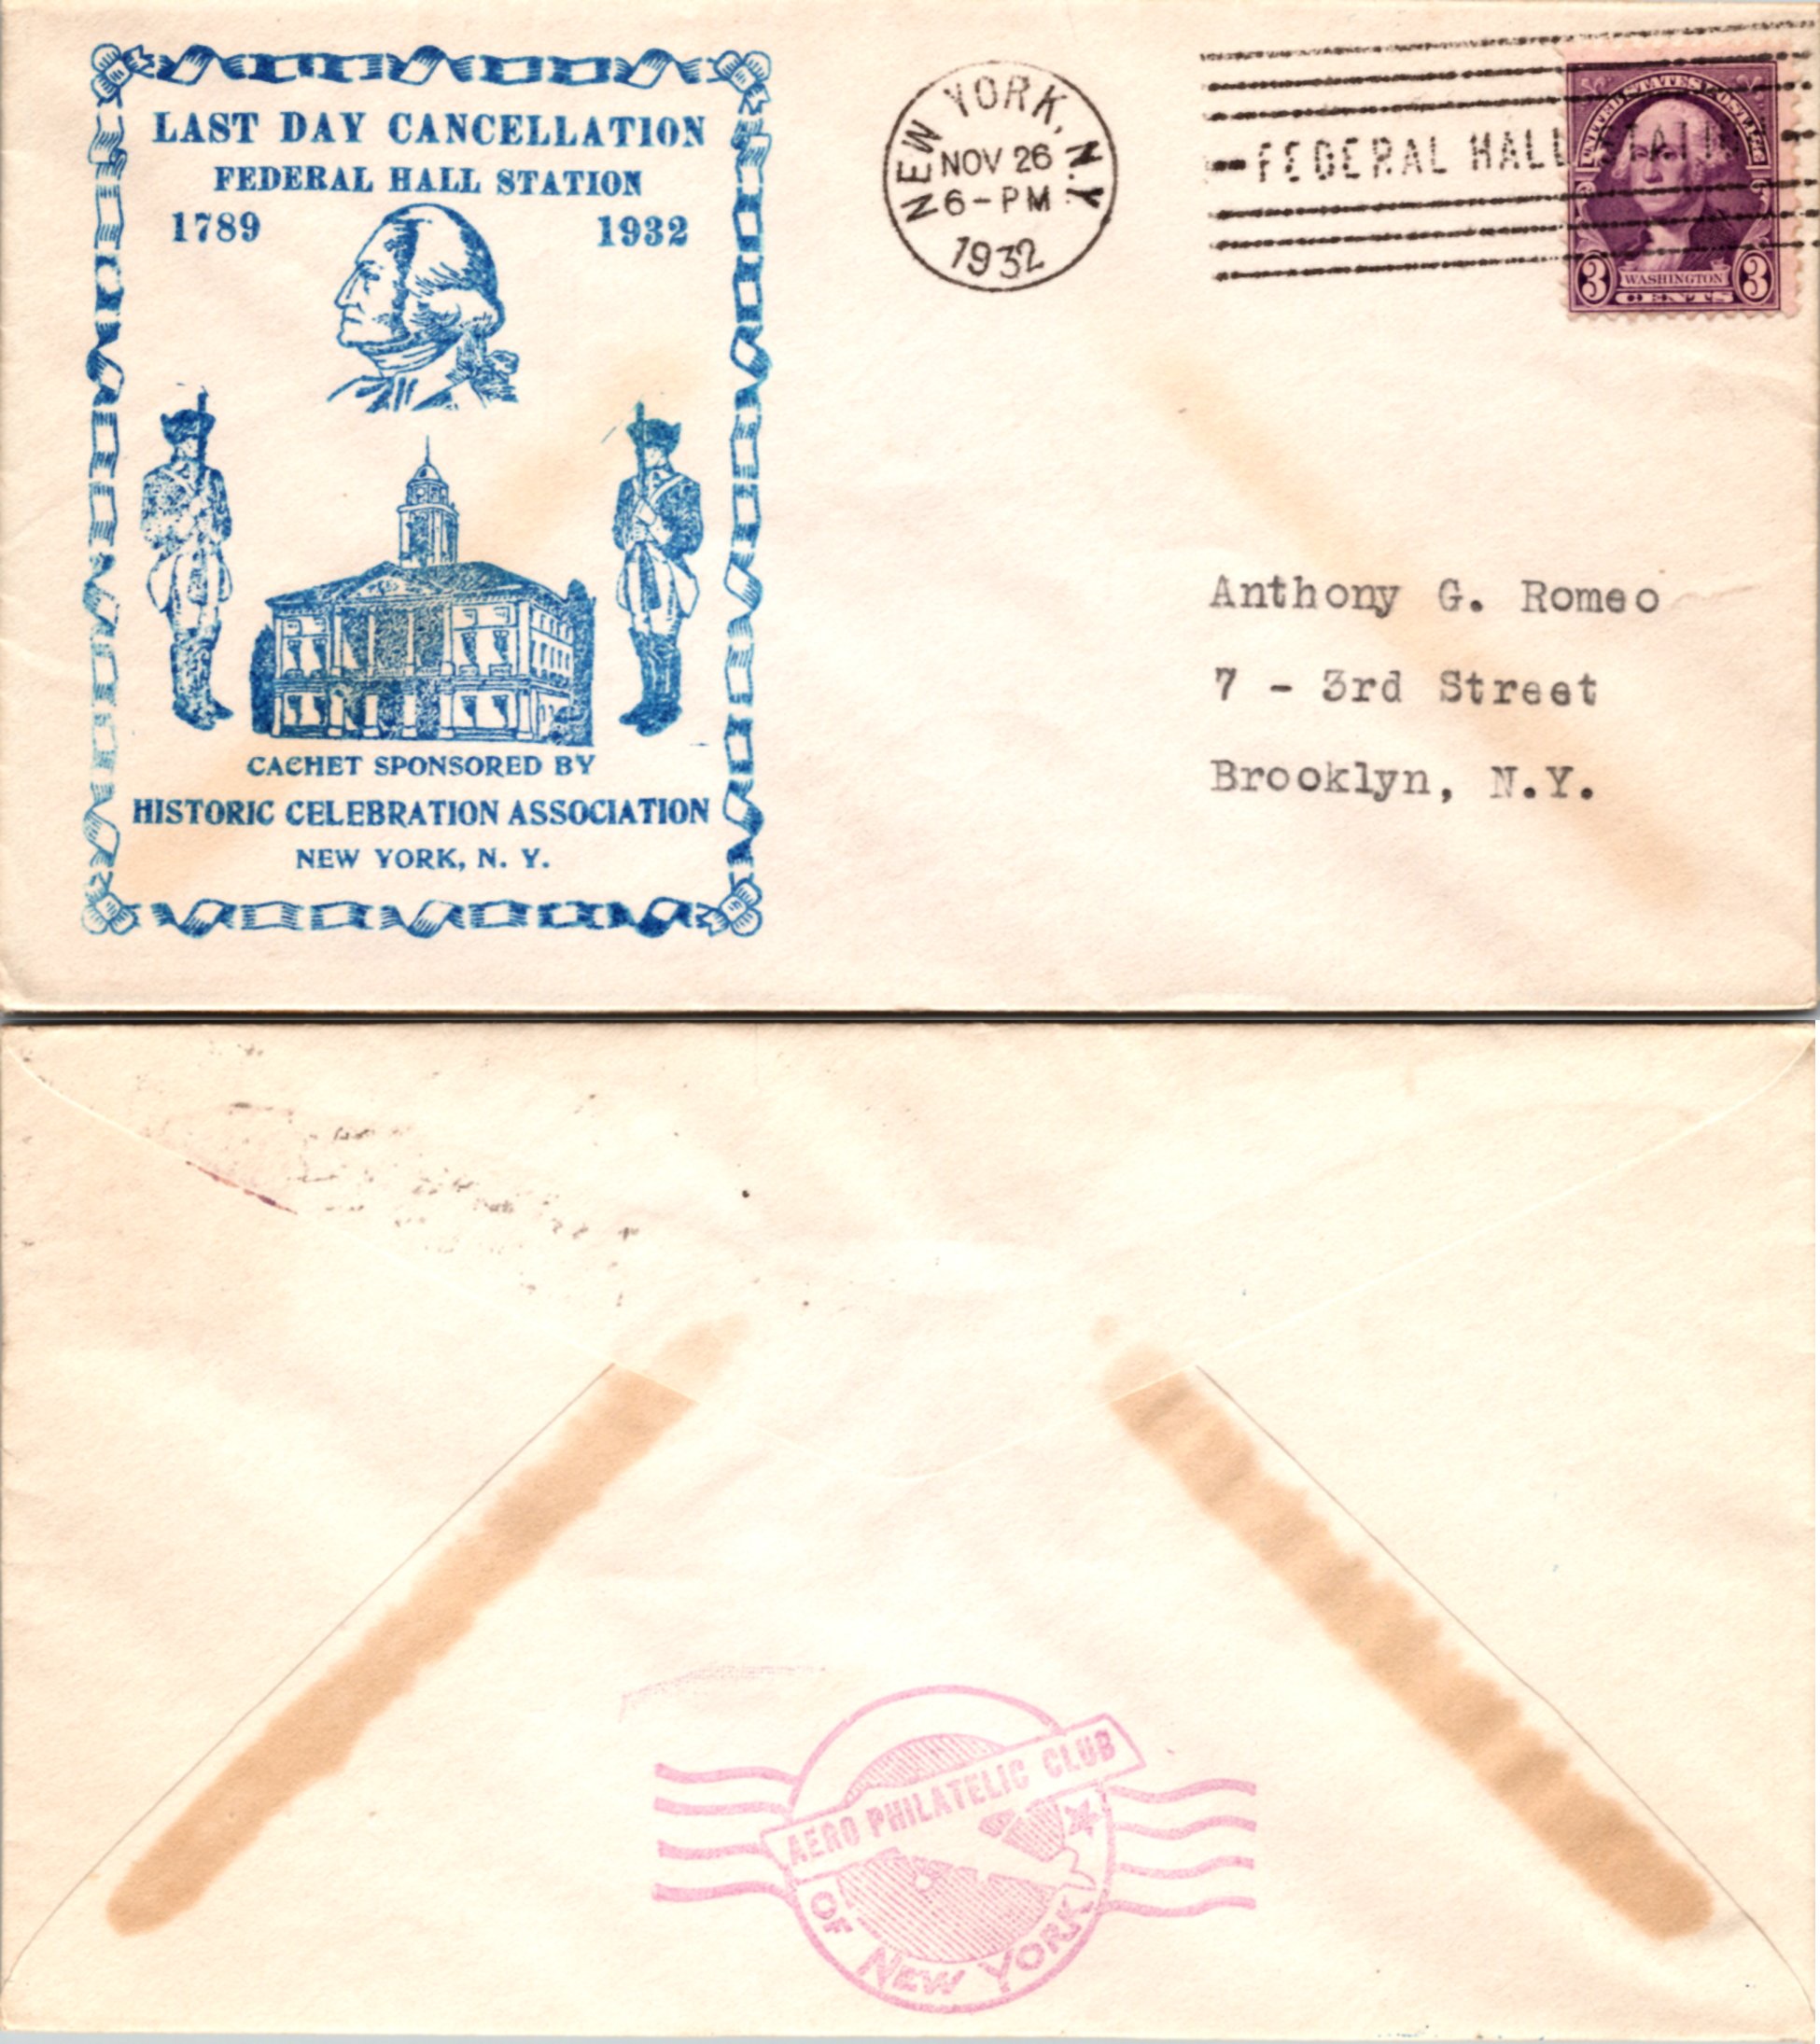 LAST DAY CANCELLATION
FEDERAL HALL STATION
1789 1932
CACHET SPONSORED BY
HISTORIC CELEBRATION ASSOCIATION
NEW YORK, N. Y.
NEW YORK, N.Y.
NOV 26
6-PM
1932
FEDERAL HALL STATION
UNITED STATES POSTAGE
WASHINGTON
3 3
CENTS
Anthony G. Romeo
7 - 3rd Street
Brooklyn, N.Y.
AERO PHILATELIC CLUB
OF NEW YORK